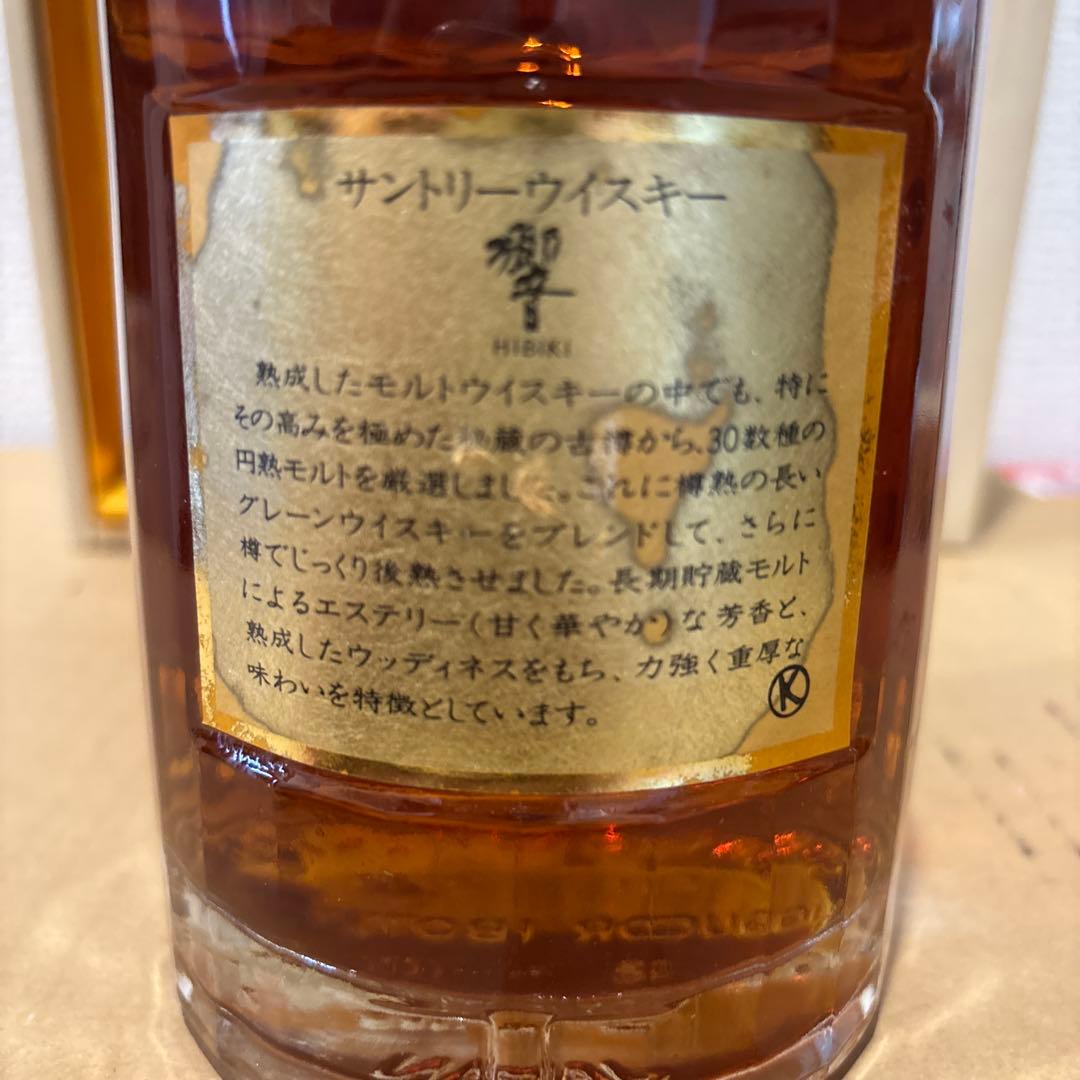 サントリーウイスキー
響
HIBIKI
熟成したモルトウイスキーの中でも、特に
その高みを極めた秘蔵の古樽から、30数種の
円熟モルトを厳選しました。これに樽熟の長い
グレーンウイスキーをブレンドして、さらに
樽でじっくり後熟させました。長期貯蔵モルト
によるエステリー(甘く華やか)な芳香と、
熟成したウッディネスをもち、力強く重厚な
味わいを特徴としています。
K